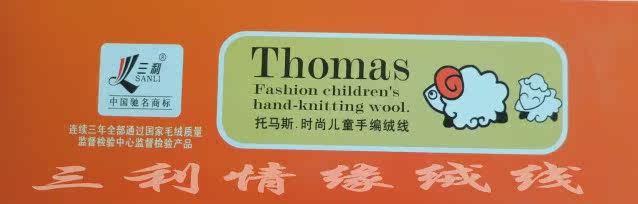 三利®
SANLI
中国驰名商标
连续三年全部通过国家毛绒质量
监督检验中心监督检验产品
Thomas
Fashion children's
hand-knitting wool.
托马斯.时尚儿童手编绒线
三利情缘绒线